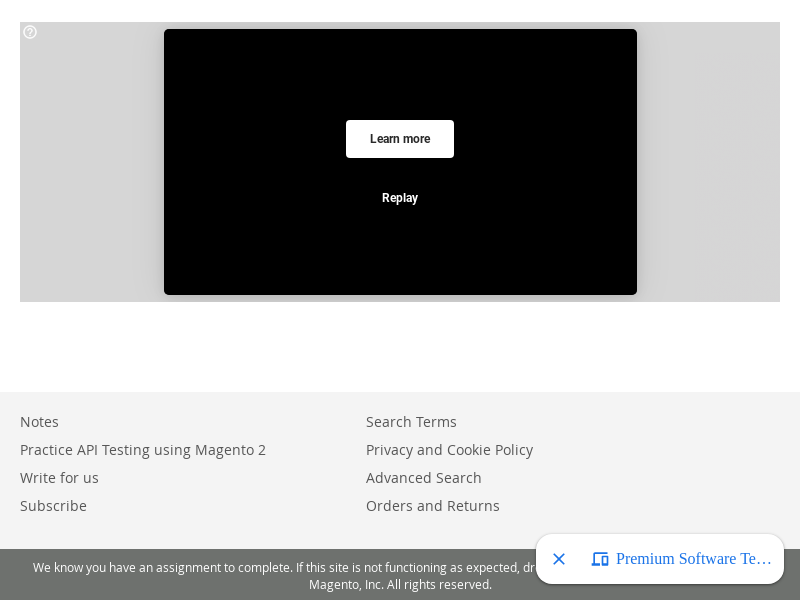 Learn more
Replay
Notes
Search Terms
Practice API Testing using Magento 2
Privacy and Cookie Policy
Write for us
Advanced Search
Subscribe
Orders and Returns
Premium Software Te…
We know you have an assignment to complete. If this site is not functioning as expected,
Magento, Inc. All rights reserved.